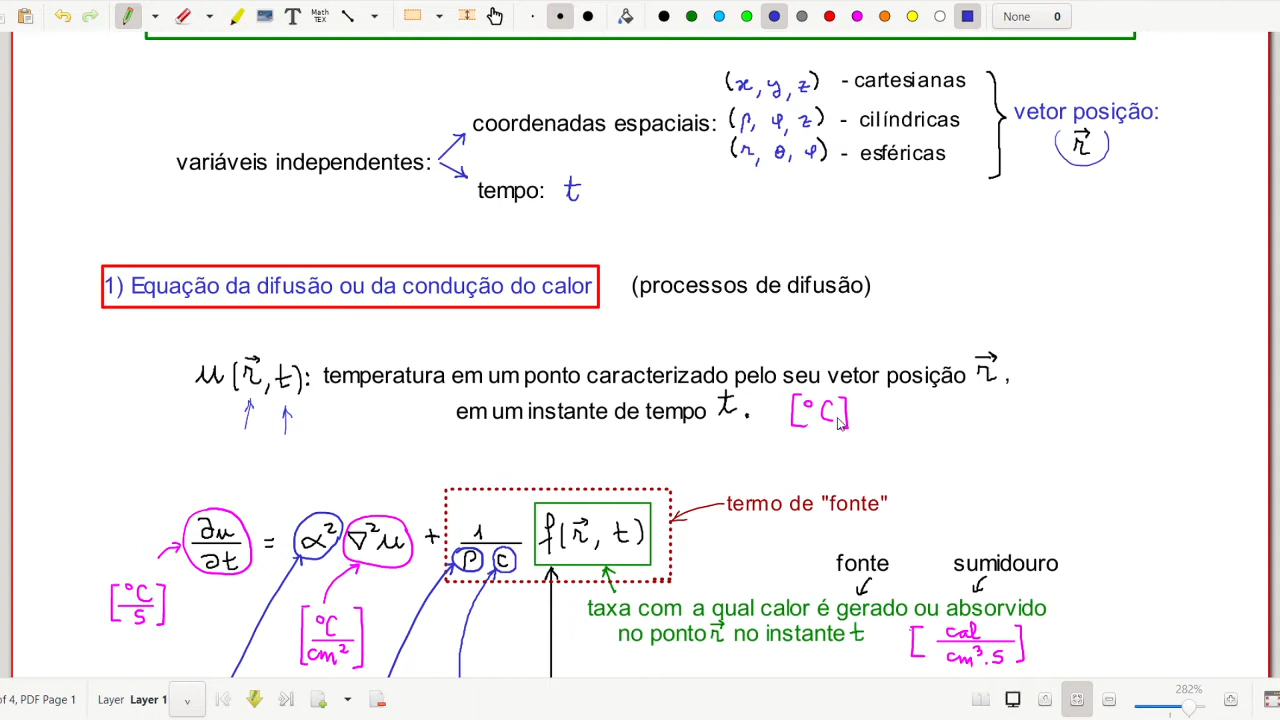 T Math TEX None 0
(x, y, z) - cartesianas
coordenadas espaciais: (ρ, φ, z) - cilíndricas
vetor posição:
(r, θ, φ) - esféricas
r⃗
variáveis independentes:
tempo: t
1) Equação da difusão ou da condução do calor (processos de difusão)
u(r⃗, t): temperatura em um ponto caracterizado pelo seu vetor posição r⃗,
em um instante de tempo t. [°C]
termo de "fonte"
∂u/∂t = α² ∇²u + 1/(ρ c) f(r⃗, t)
fonte sumidouro
[°C/s]
taxa com a qual calor é gerado ou absorvido
no ponto r⃗ no instante t [cal/cm³.s]
[°C/cm²]
of 4, PDF Page 1 Layer Layer 1 282%